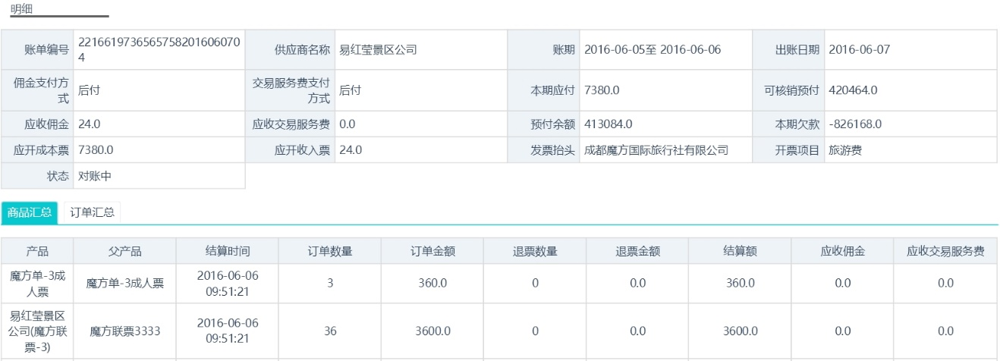 明细
账单编号 2216619736565758201606070
4 供应商名称 易红莹景区公司 账期 2016-06-05至 2016-06-06 出账日期 2016-06-07
佣金支付方
式 后付 交易服务费支付
方式 后付 本期应付 7380.0 可核销预付 420464.0
应收佣金 24.0 应收交易服务费 0.0 预付余额 413084.0 本期欠款 -826168.0
应开成本票 7380.0 应开收入票 24.0 发票抬头 成都魔方国际旅行社有限公司 开票项目 旅游费
状态 对账中
商品汇总 订单汇总
产品 父产品 结算时间 订单数量 订单金额 退票数量 退票金额 结算额 应收佣金 应收交易服务费
魔方单-3成
人票 魔方单-3成人票 2016-06-06
09:51:21 3 360.0 0 0.0 360.0 0.0 0.0
易红莹景区
公司(魔方联
票-3) 魔方联票3333 2016-06-06
09:51:21 36 3600.0 0 0.0 3600.0 0.0 0.0